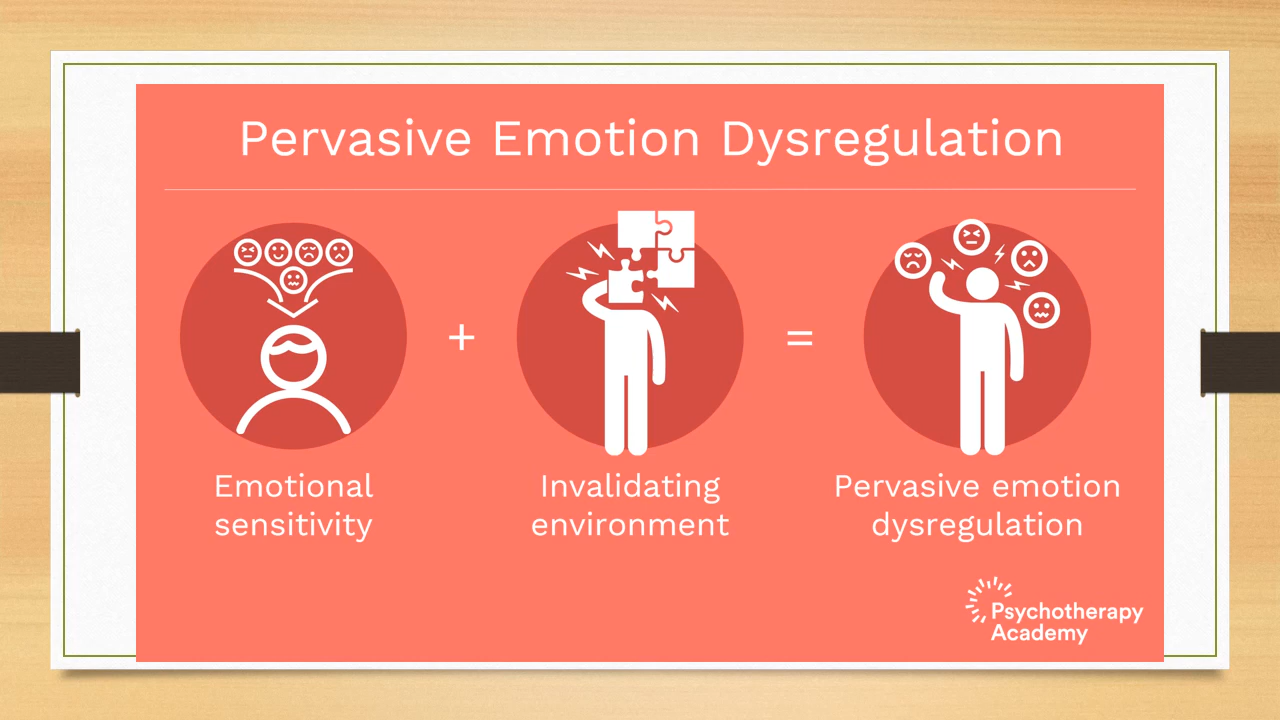 Pervasive Emotion Dysregulation
+
=
Emotional
sensitivity
Invalidating
environment
Pervasive emotion
dysregulation
Psychotherapy
Academy